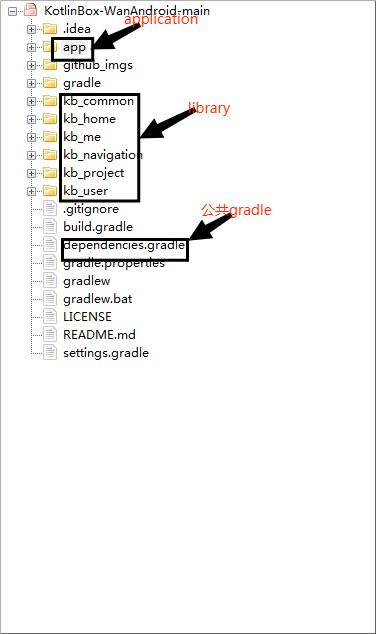 KotlinBox-WanAndroid-main
application
.idea
app
github_imgs
gradle
kb_common
library
kb_home
kb_me
kb_navigation
kb_project
kb_user
.gitignore
公共gradle
build.gradle
dependencies.gradle
gradle.properties
gradlew
gradlew.bat
LICENSE
README.md
settings.gradle